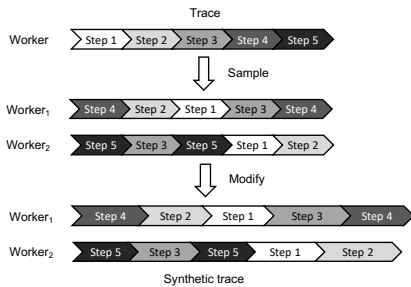 Trace
Worker Step 1 Step 2 Step 3 Step 4 Step 5
Sample
Worker₁ Step 4 Step 2 Step 1 Step 3 Step 4
Worker₂ Step 5 Step 3 Step 5 Step 1 Step 2
Modify
Worker₁ Step 4 Step 2 Step 1 Step 3 Step 4
Worker₂ Step 5 Step 3 Step 5 Step 1 Step 2
Synthetic trace